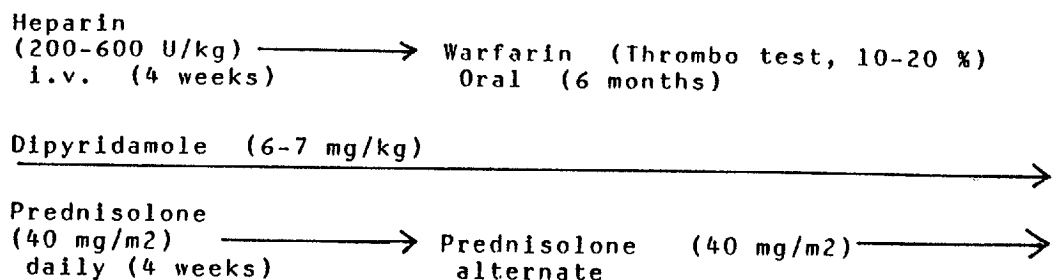 Heparin
(200-600 U/kg) Warfarin (Thrombo test, 10-20 %)
i.v. (4 weeks) Oral (6 months)
Dipyridamole (6-7 mg/kg)
Prednisolone
(40 mg/m2) Prednisolone (40 mg/m2)
daily (4 weeks) alternate